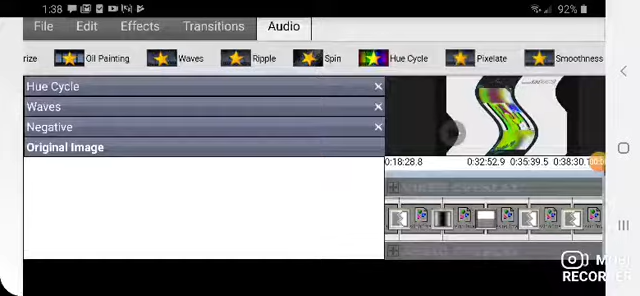 1:38 92%
File Edit Effects Transitions Audio
rize Oil Painting Waves Ripple Spin Hue Cycle Pixelate Smoothness
Hue Cycle ×
Waves ×
Negative ×
Original Image
0:18:28.8 0:32:52.9 0:35:39.5 0:38:30.1
RECORDER